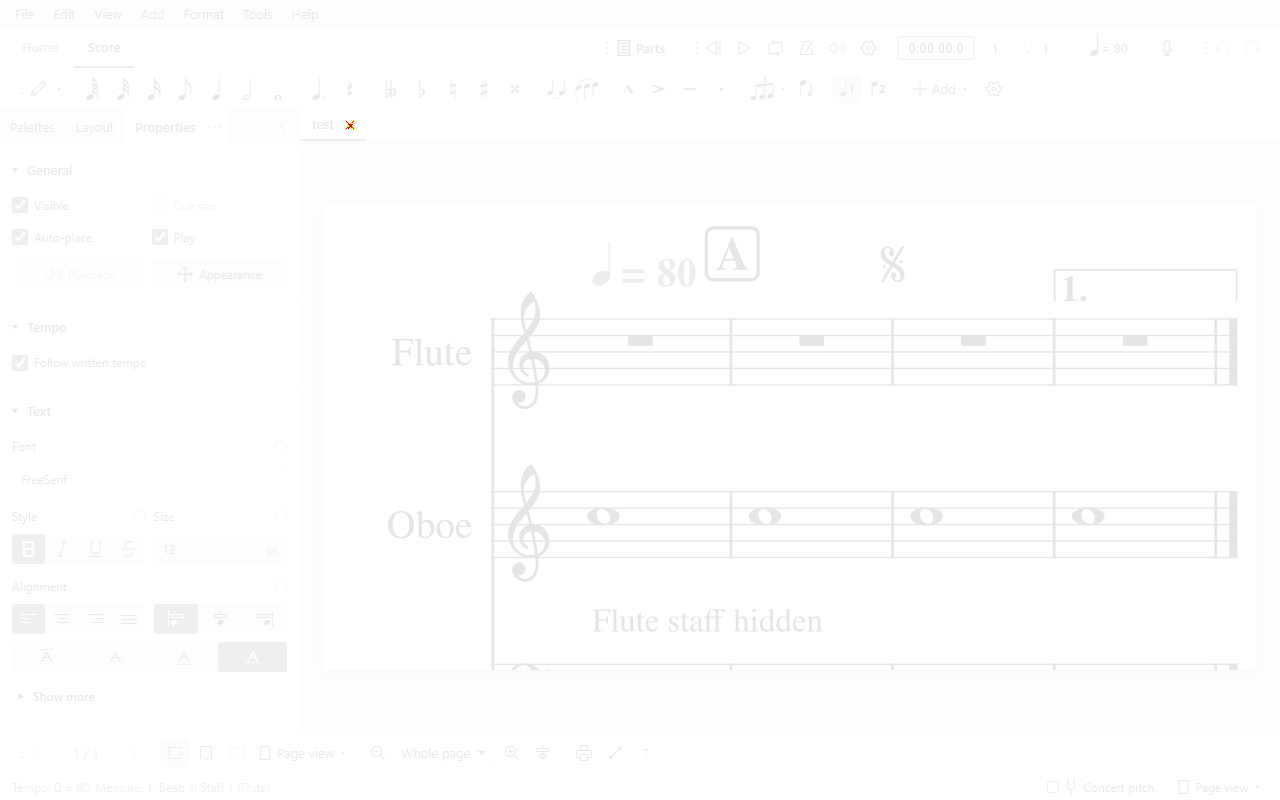 File Edit View Add Format Tools Help
Home Score Parts 0:00:00.0 1 . 1 = 80
Add
Palettes Layout Properties
test
General
Visible Cue size
Auto-place Play
Playback Appearance
Tempo
Follow written tempo
Text
Font
FreeSerif
Style Size
B I U S 12 pt
Alignment
Show more
= 80 A
1.
Flute
Oboe
Flute staff hidden
1 / 1 Page view Whole page ?
Tempo: = 80; Measure: 1; Beat: 1; Staff 1 (Flute) Concert pitch Page view